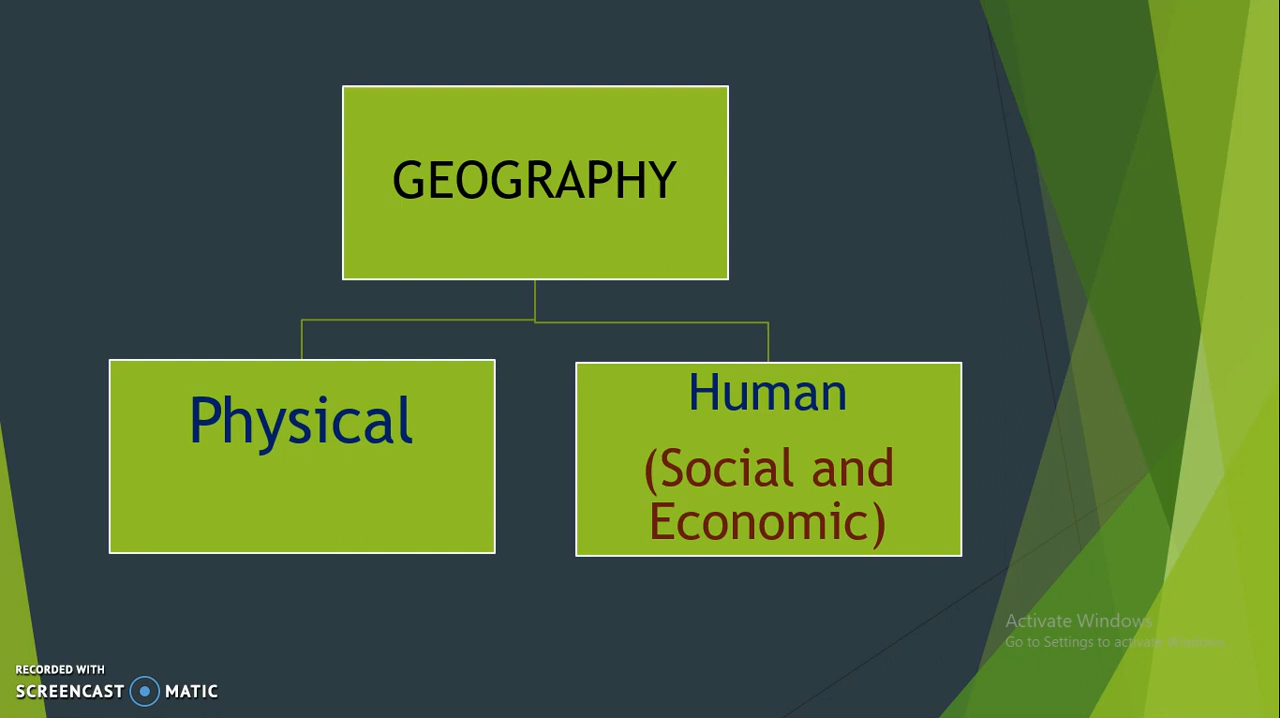 GEOGRAPHY
Physical
Human
(Social and
Economic)
Activate Windows
Go to Settings to activate Windows.
RECORDED WITH
SCREENCAST MATIC